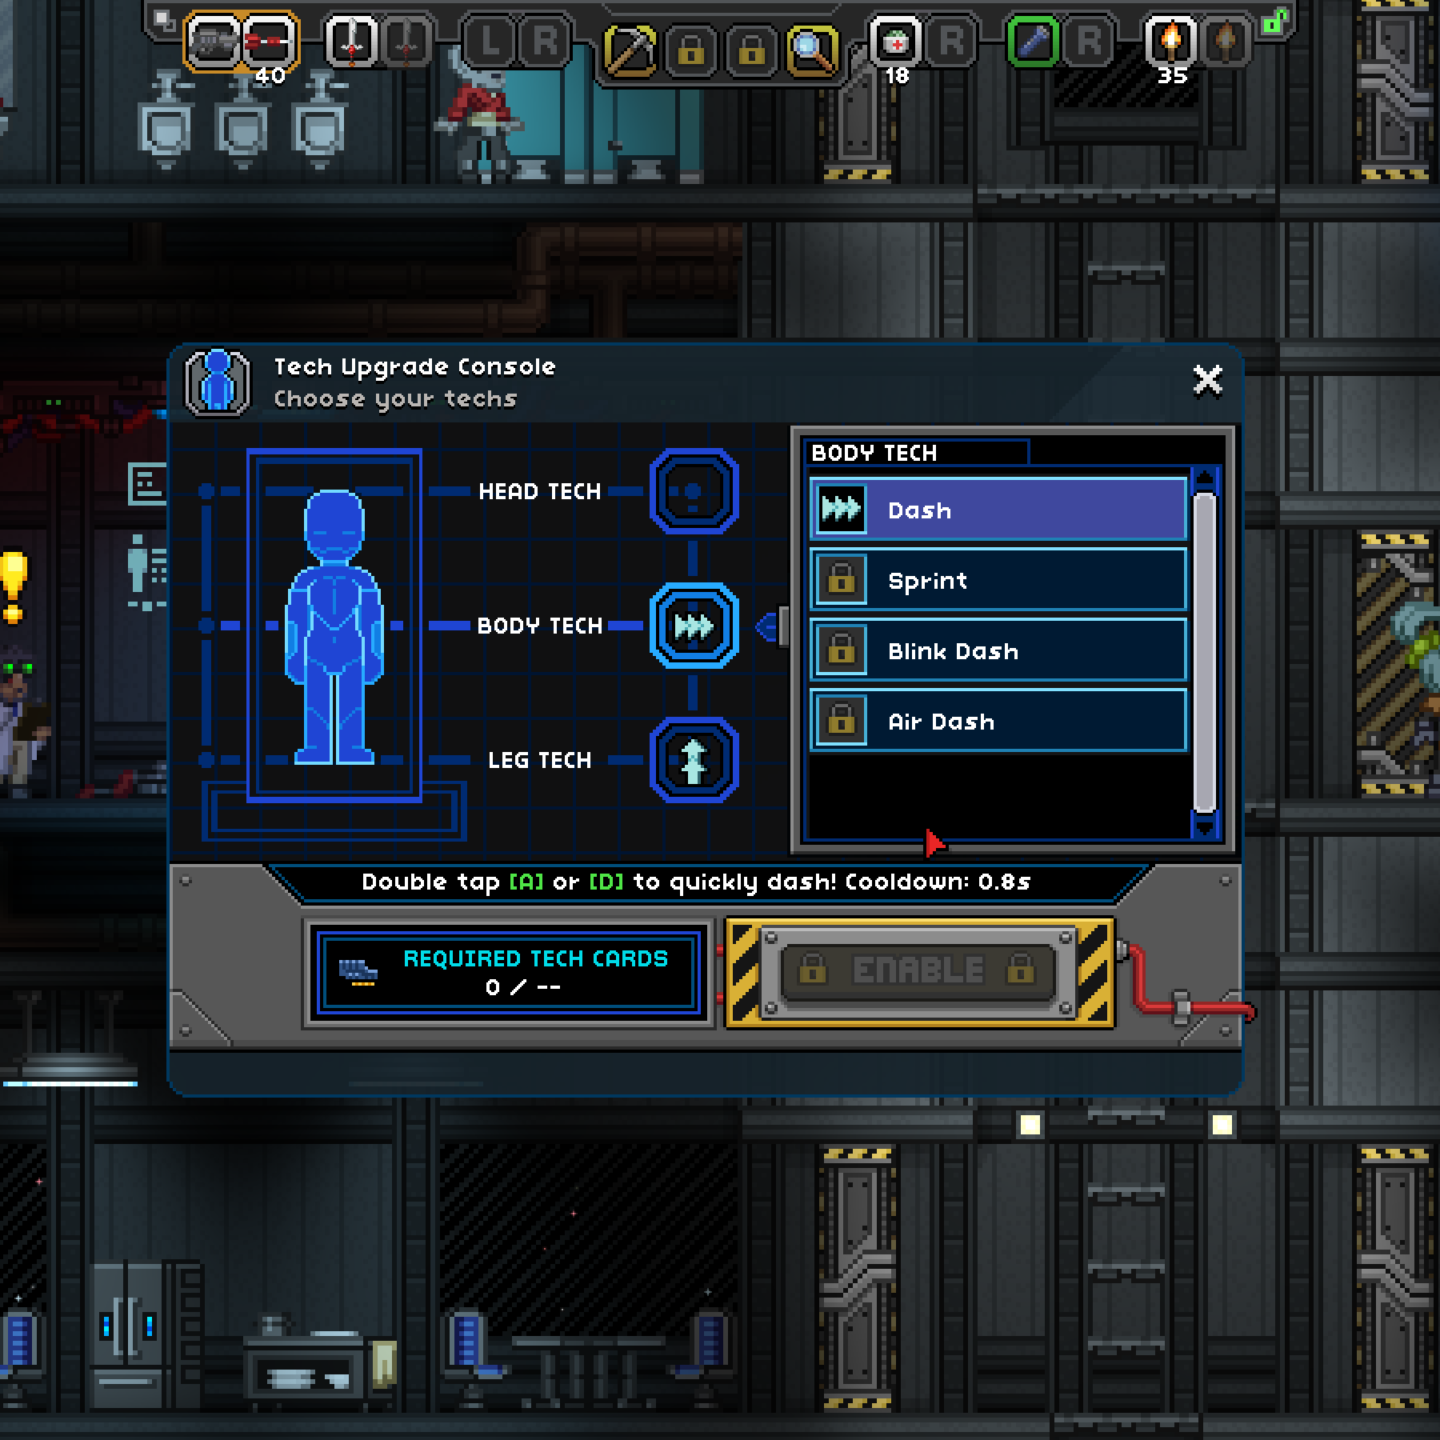 L R
R
R
40
18
35
Tech Upgrade Console
Choose your techs
HEAD TECH
BODY TECH
LEG TECH
BODY TECH
Dash
Sprint
Blink Dash
Air Dash
Double tap [A] or [D] to quickly dash! Cooldown: 0.8s
REQUIRED TECH CARDS
0 / --
ENABLE